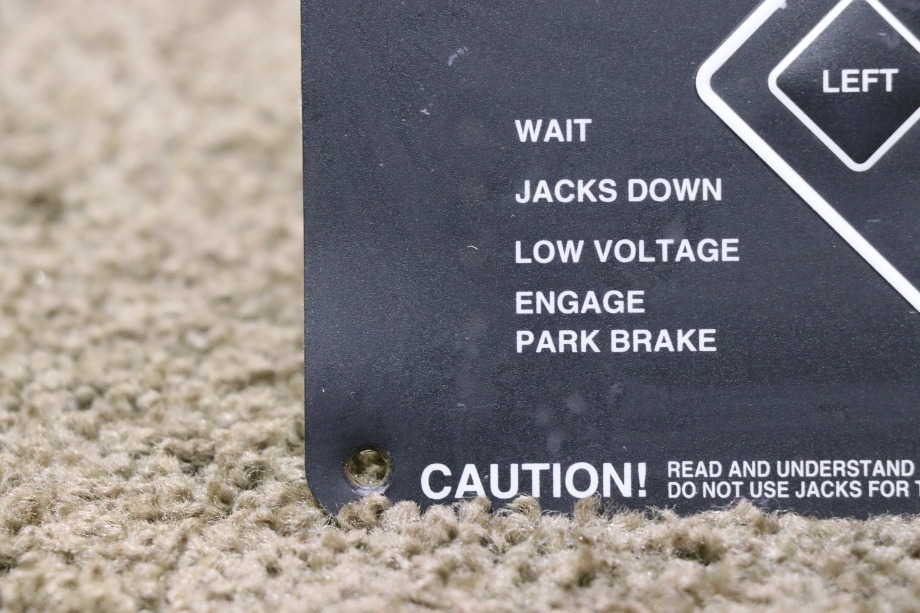 LEFT
WAIT
JACKS DOWN
LOW VOLTAGE
ENGAGE
PARK BRAKE
CAUTION!
READ AND UNDERSTAND
DO NOT USE JACKS FOR